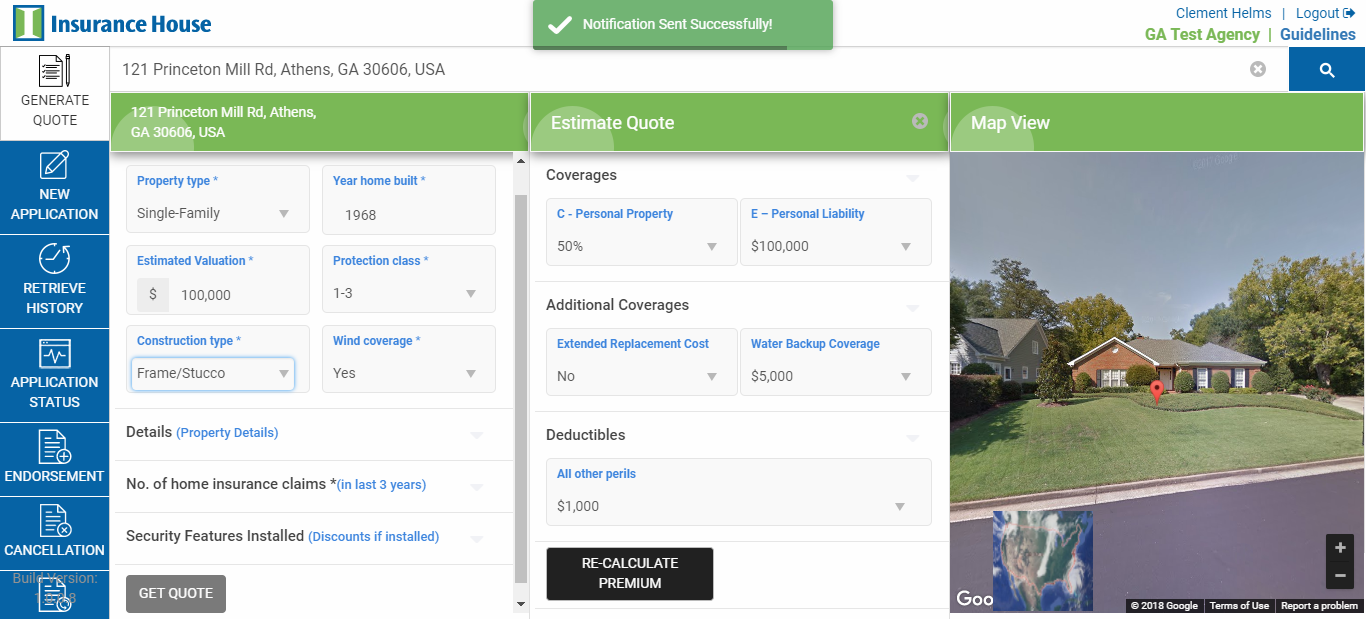 Insurance House
Notification Sent Successfully!
Clement Helms | Logout
GA Test Agency | Guidelines
121 Princeton Mill Rd, Athens, GA 30606, USA
GENERATE
QUOTE
NEW
APPLICATION
RETRIEVE
HISTORY
APPLICATION
STATUS
ENDORSEMENT
CANCELLATION
Build Version:
121 Princeton Mill Rd, Athens,
GA 30606, USA
Property type *
Single-Family
Year home built *
1968
Estimated Valuation *
$ 100,000
Protection class *
1-3
Construction type *
Frame/Stucco
Wind coverage *
Yes
Details (Property Details)
No. of home insurance claims *(in last 3 years)
Security Features Installed (Discounts if installed)
GET QUOTE
Estimate Quote
Coverages
C - Personal Property
50%
E – Personal Liability
$100,000
Additional Coverages
Extended Replacement Cost
No
Water Backup Coverage
$5,000
Deductibles
All other perils
$1,000
RE-CALCULATE
PREMIUM
Map View
+
−
Goo
© 2018 Google Terms of Use Report a problem